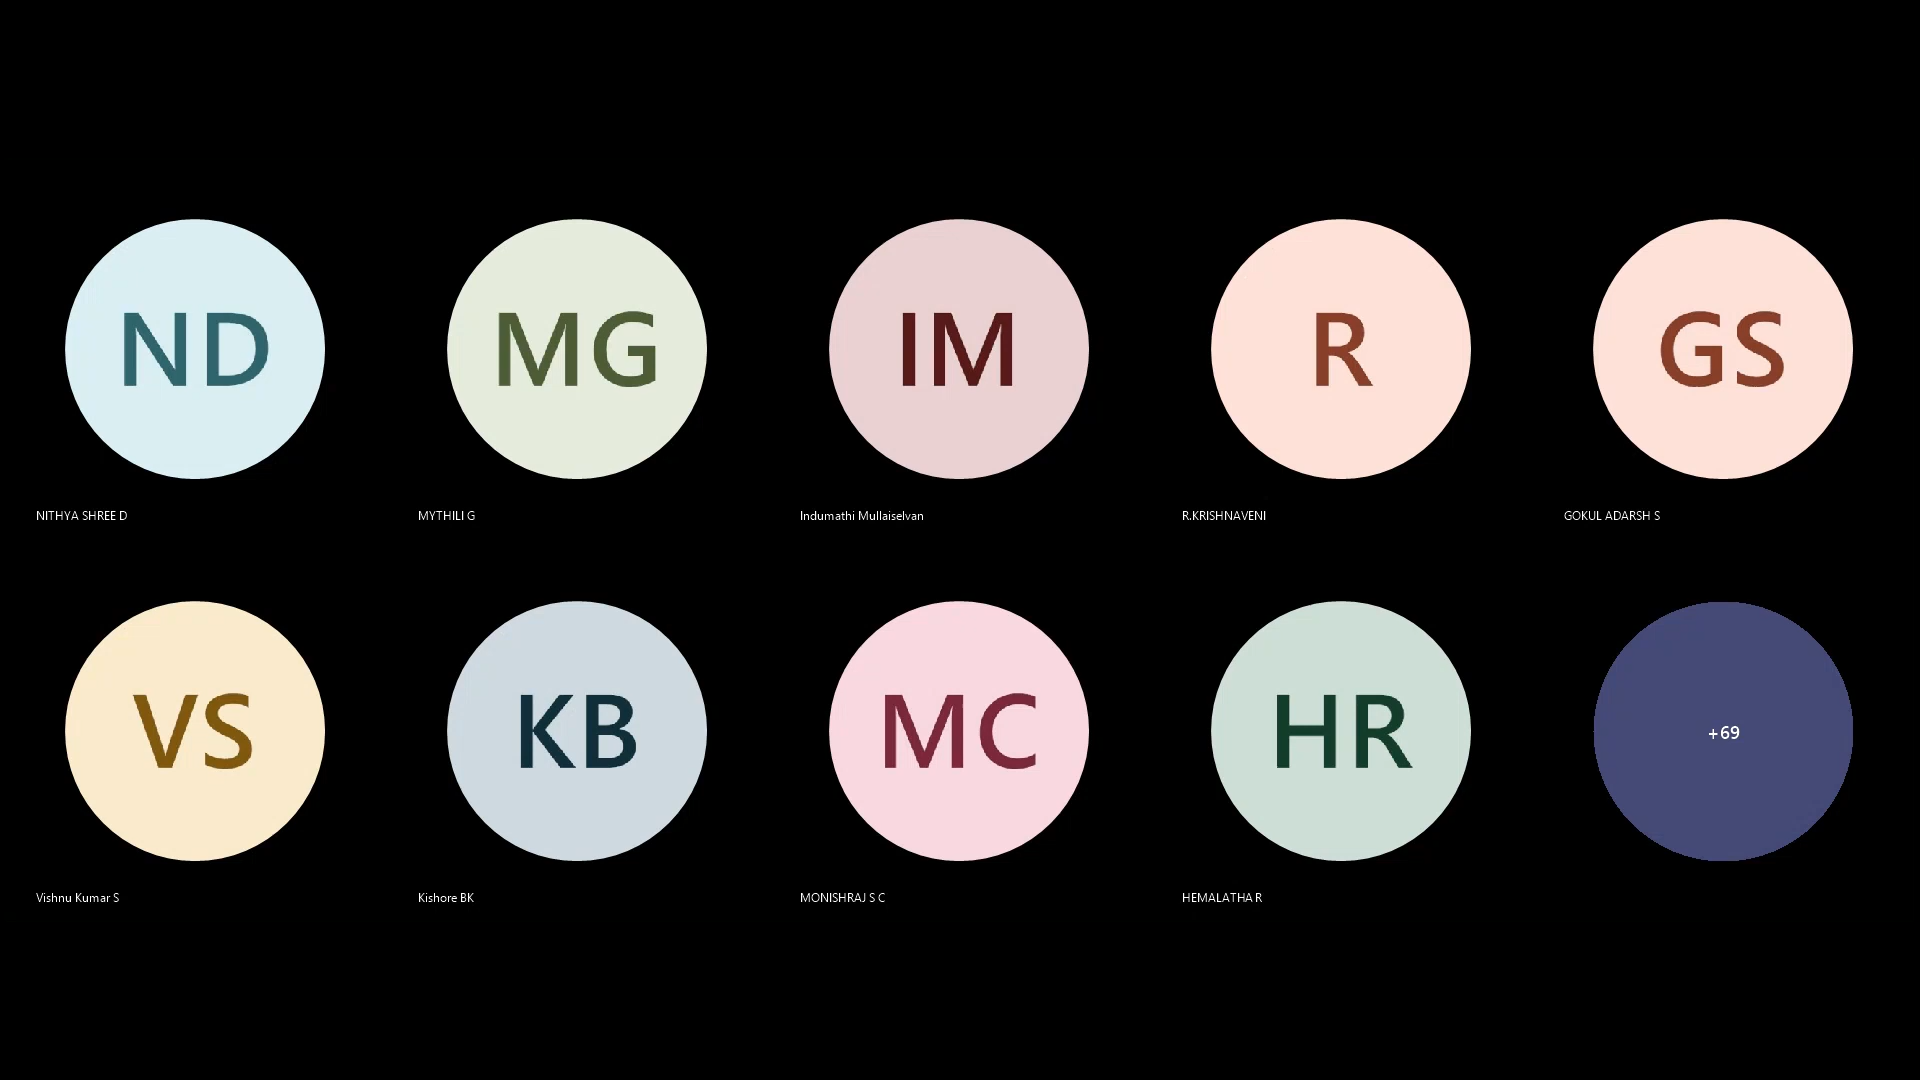 ND
MG
IM
R
GS
NITHYA SHREE D
MYTHILI G
Indumathi Mullaiselvan
R.KRISHNAVENI
GOKUL ADARSH S
VS
KB
MC
HR
+69
Vishnu Kumar S
Kishore BK
MONISHRAJ S C
HEMALATHA R